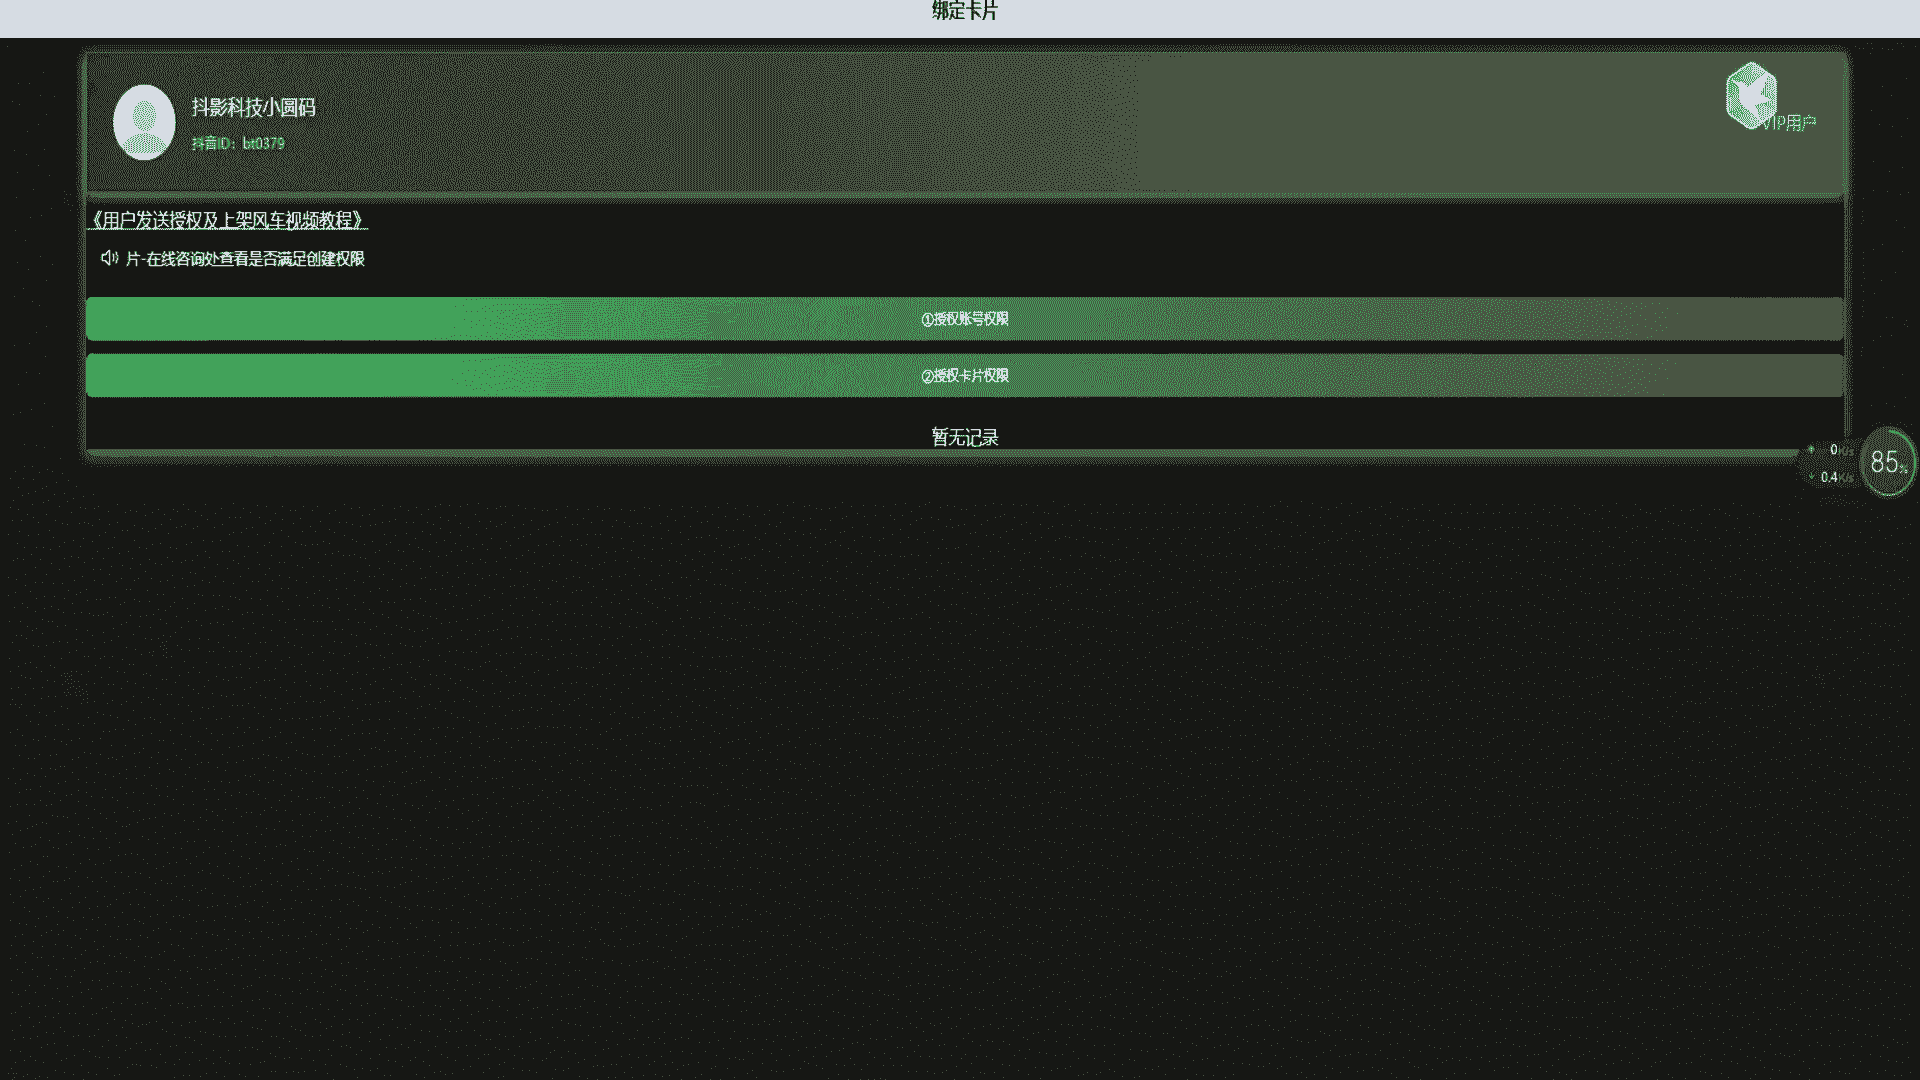 绑定卡片
抖影科技小圆码
抖音ID：bt0379
VIP用户
《用户发送授权及上架风车视频教程》
片-在线咨询处查看是否满足创建权限
①授权账号权限
②授权卡片权限
暂无记录
0K/s
0.4K/s
85%